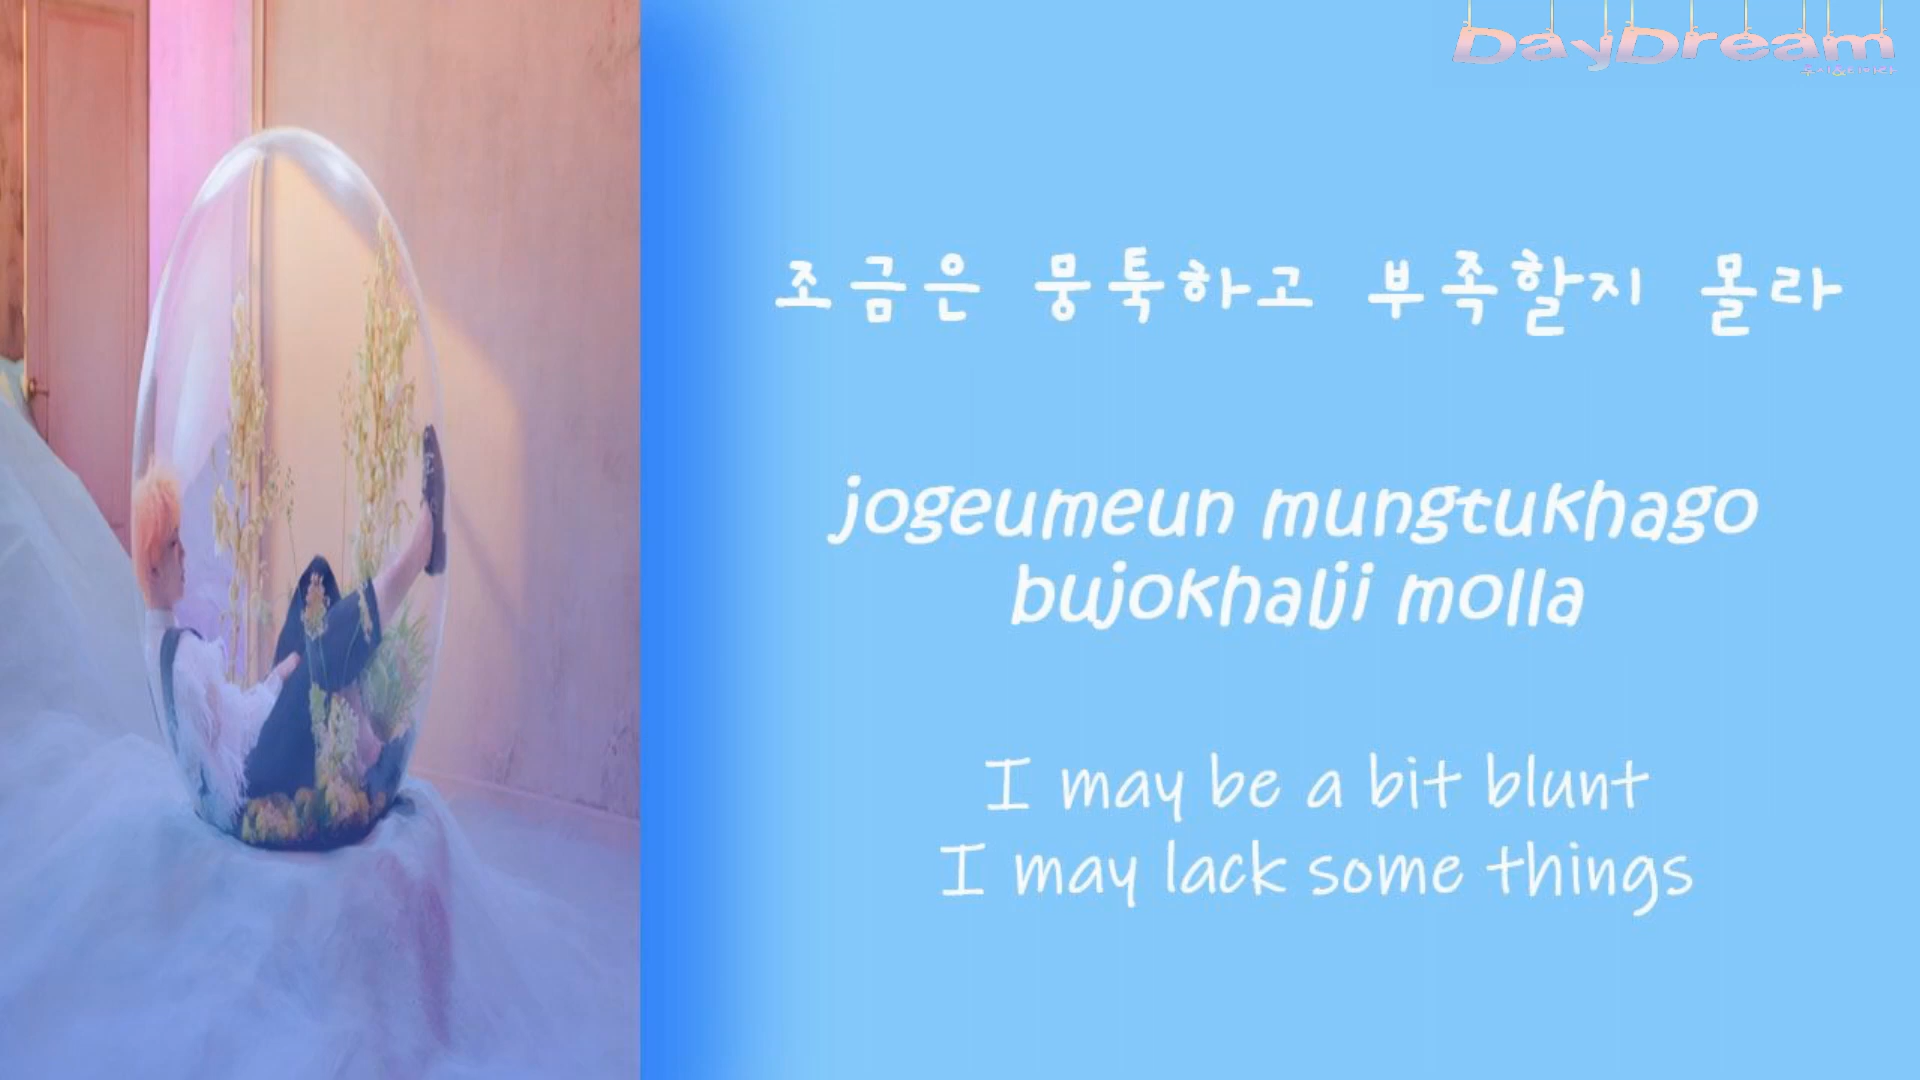 DayDream
조금은 뭉툭하고 부족할지 몰라
jogeumeun mungtukhago
bujokhalji molla
I may be a bit blunt
I may lack some things